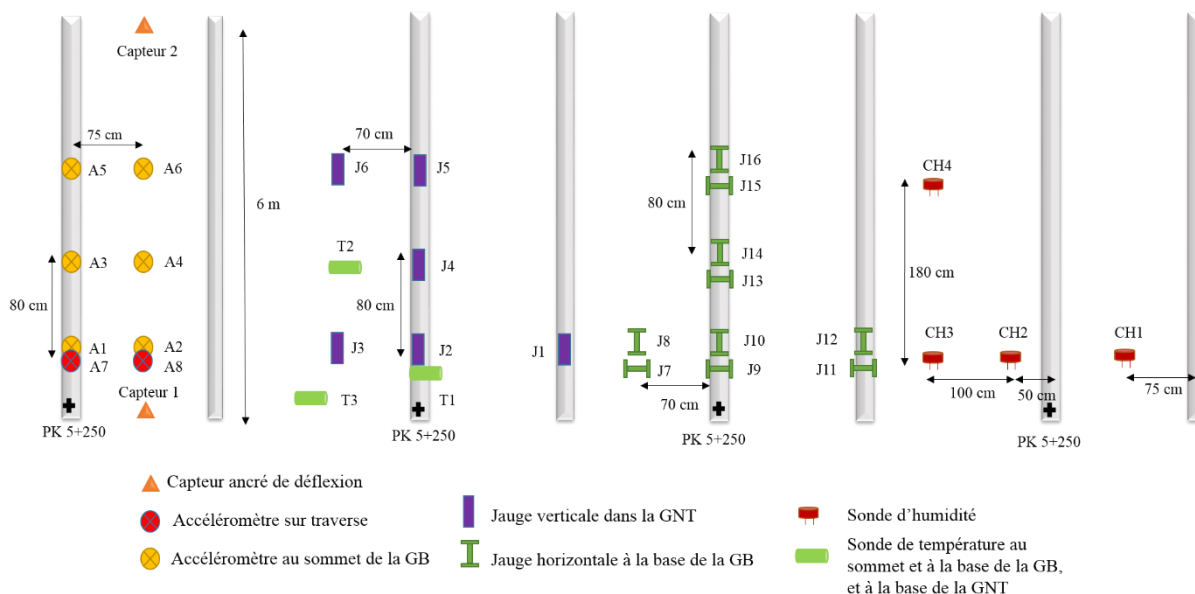 Capteur 2
75 cm
A5
A6
6 m
A3
A4
80 cm
A1
A2
A7
A8
Capteur 1
PK 5+250
70 cm
J6
J5
T2
J4
80 cm
J3
J2
T3
T1
PK 5+250
J1
J16
J15
80 cm
J14
J13
J8
J10
J7
J9
70 cm
PK 5+250
J12
J11
CH4
180 cm
CH3
CH2
CH1
100 cm
50 cm
75 cm
PK 5+250
Capteur ancré de déflexion
Accéléromètre sur traverse
Accéléromètre au sommet de la GB
Jauge verticale dans la GNT
Jauge horizontale à la base de la GB
Sonde d’humidité
Sonde de température au
sommet et à la base de la GB,
et à la base de la GNT